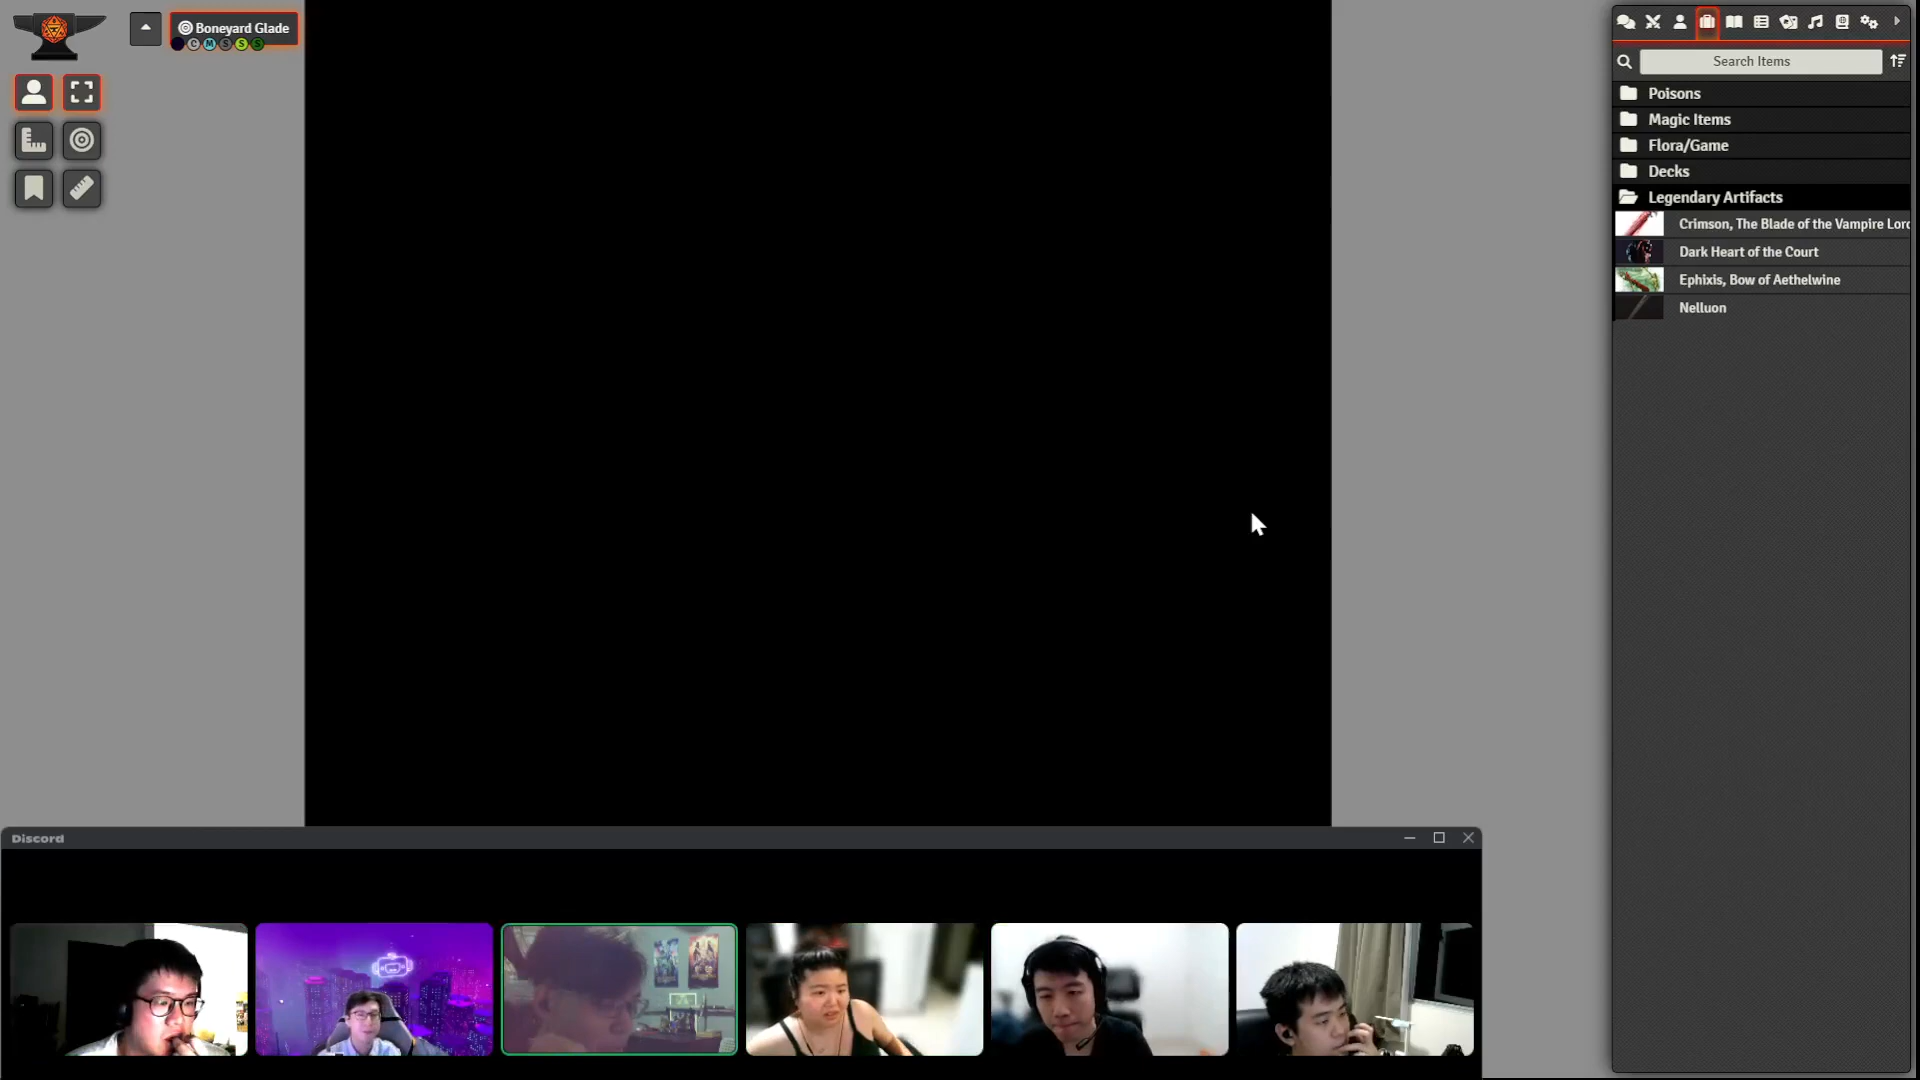 Boneyard Glade
C M S S S
Search Items
Poisons
Magic Items
Flora/Game
Decks
Legendary Artifacts
Crimson, The Blade of the Vampire Lord
Dark Heart of the Court
Ephixis, Bow of Aethelwine
Nelluon
Discord